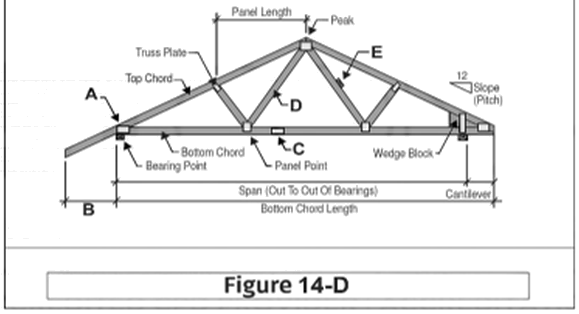 Panel Length
Peak
Truss Plate
E
Top Chord
12
Slope
(Pitch)
A
D
C
Bottom Chord
Wedge Block
Bearing Point
Panel Point
Span (Out To Out Of Bearings)
Cantilever
B
Bottom Chord Length
Figure 14-D